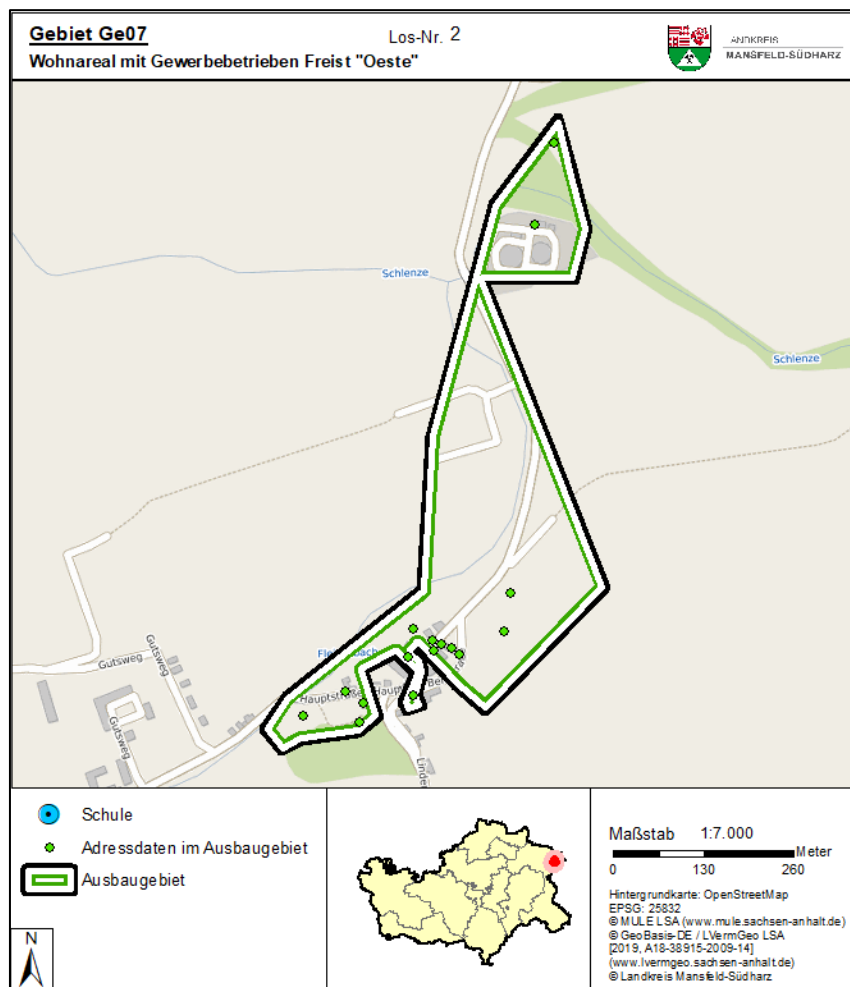 Gebiet Ge07
Los-Nr. 2
Wohnareal mit Gewerbebetrieben Freist "Oeste"
ANDKREIS
MANSFELD-SÜDHARZ
Schlenze
Schlenze
Gutsweg
Gutsweg
Gutsweg
Hauptstraße
Linden
Schule
Adressdaten im Ausbaugebiet
Ausbaugebiet
N
Maßstab 1:7.000
Meter
0 130 260
Hintergrundkarte: OpenStreetMap
EPSG: 25832
© MULE LSA (www.mule.sachsen-anhalt.de)
© GeoBasis-DE / LVermGeo LSA
[2019, A18-38915-2009-14]
(www.lvermgeo.sachsen-anhalt.de)
© Landkreis Mansfeld-Südharz